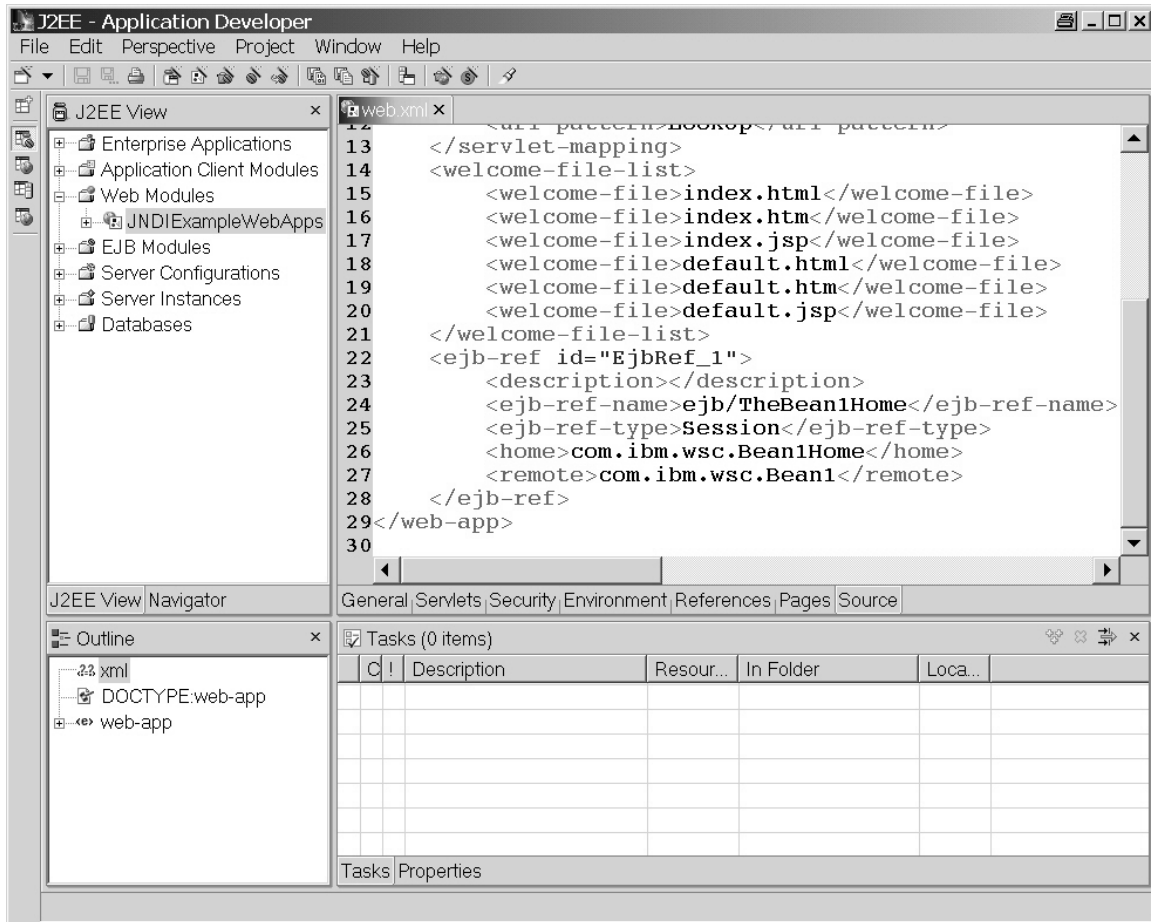 J2EE - Application Developer
File Edit Perspective Project Window Help
J2EE View
Enterprise Applications
Application Client Modules
Web Modules
JNDIExampleWebApps
EJB Modules
Server Configurations
Server Instances
Databases
J2EE View Navigator
web.xml
12 <url-pattern>Lookup</url-pattern>
13 </servlet-mapping>
14 <welcome-file-list>
15 <welcome-file>index.html</welcome-file>
16 <welcome-file>index.htm</welcome-file>
17 <welcome-file>index.jsp</welcome-file>
18 <welcome-file>default.html</welcome-file>
19 <welcome-file>default.htm</welcome-file>
20 <welcome-file>default.jsp</welcome-file>
21 </welcome-file-list>
22 <ejb-ref id="EjbRef_1">
23 <description></description>
24 <ejb-ref-name>ejb/TheBean1Home</ejb-ref-name>
25 <ejb-ref-type>Session</ejb-ref-type>
26 <home>com.ibm.wsc.Bean1Home</home>
27 <remote>com.ibm.wsc.Bean1</remote>
28 </ejb-ref>
29 </web-app>
30
General Servlets Security Environment References Pages Source
Outline
xml
DOCTYPE:web-app
web-app
Tasks (0 items)
C ! Description Resour... In Folder Loca...
Tasks Properties